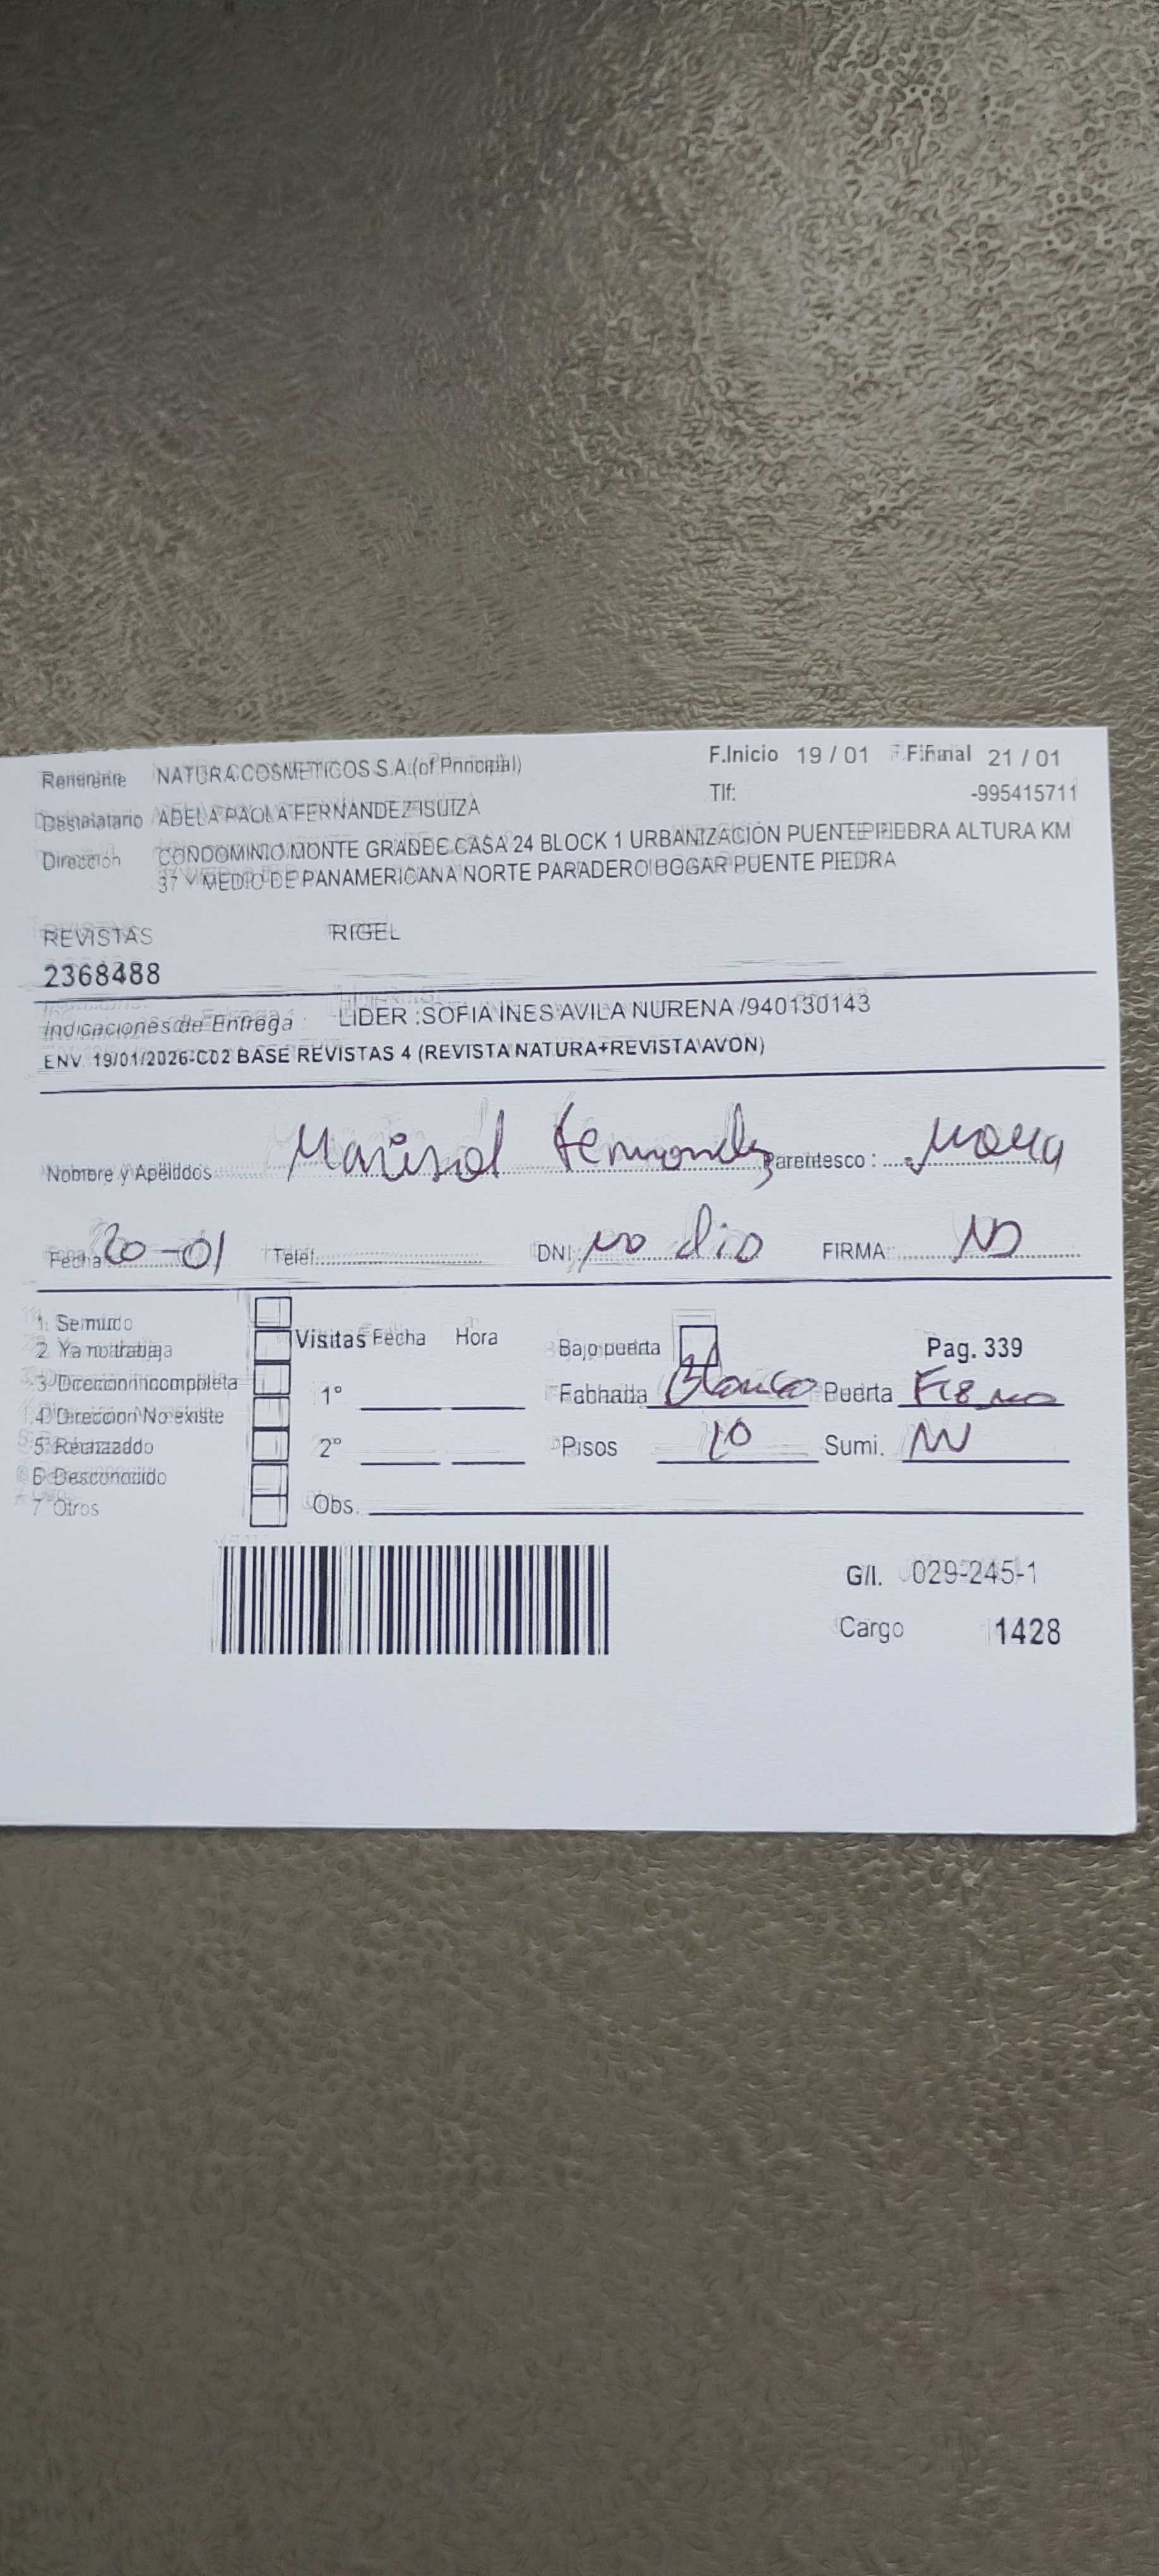 Remitente NATURA COSMETICOS S.A.(of.Principal) F.Inicio 19 / 01 F.Final 21 / 01
Destinatario ADELA PAOLA FERNANDEZ ISUIZA Tlf: -995415711
Dirección CONDOMINIO MONTE GRANDE CASA 24 BLOCK 1 URBANIZACIÓN PUENTE PIEDRA ALTURA KM
37 Y MEDIO DE PANAMERICANA NORTE PARADERO BOGAR PUENTE PIEDRA
REVISTAS RIGEL
2368488
Indicaciones de Entrega : LIDER :SOFIA INES AVILA NURENA /940130143
ENV. 19/01/2026-C02 BASE REVISTAS 4 (REVISTA NATURA+REVISTA AVON)
Nombre y Apellidos Marisol Fernandez Parentesco :
Fecha 20-01 Telef. DNI: no dio FIRMA:
1. Se mudo
2 Ya no trabaja Visitas Fecha Hora Bajo puerta Pag. 339
3 Direccion incompleta 1° Fachada Blanco Puerta
4 Direccion No existe
5 Rechazado 2° Pisos 10 Sumi.
6 Desconocido
7 Otros Obs.
G/I. 029-245-1
Cargo 1428